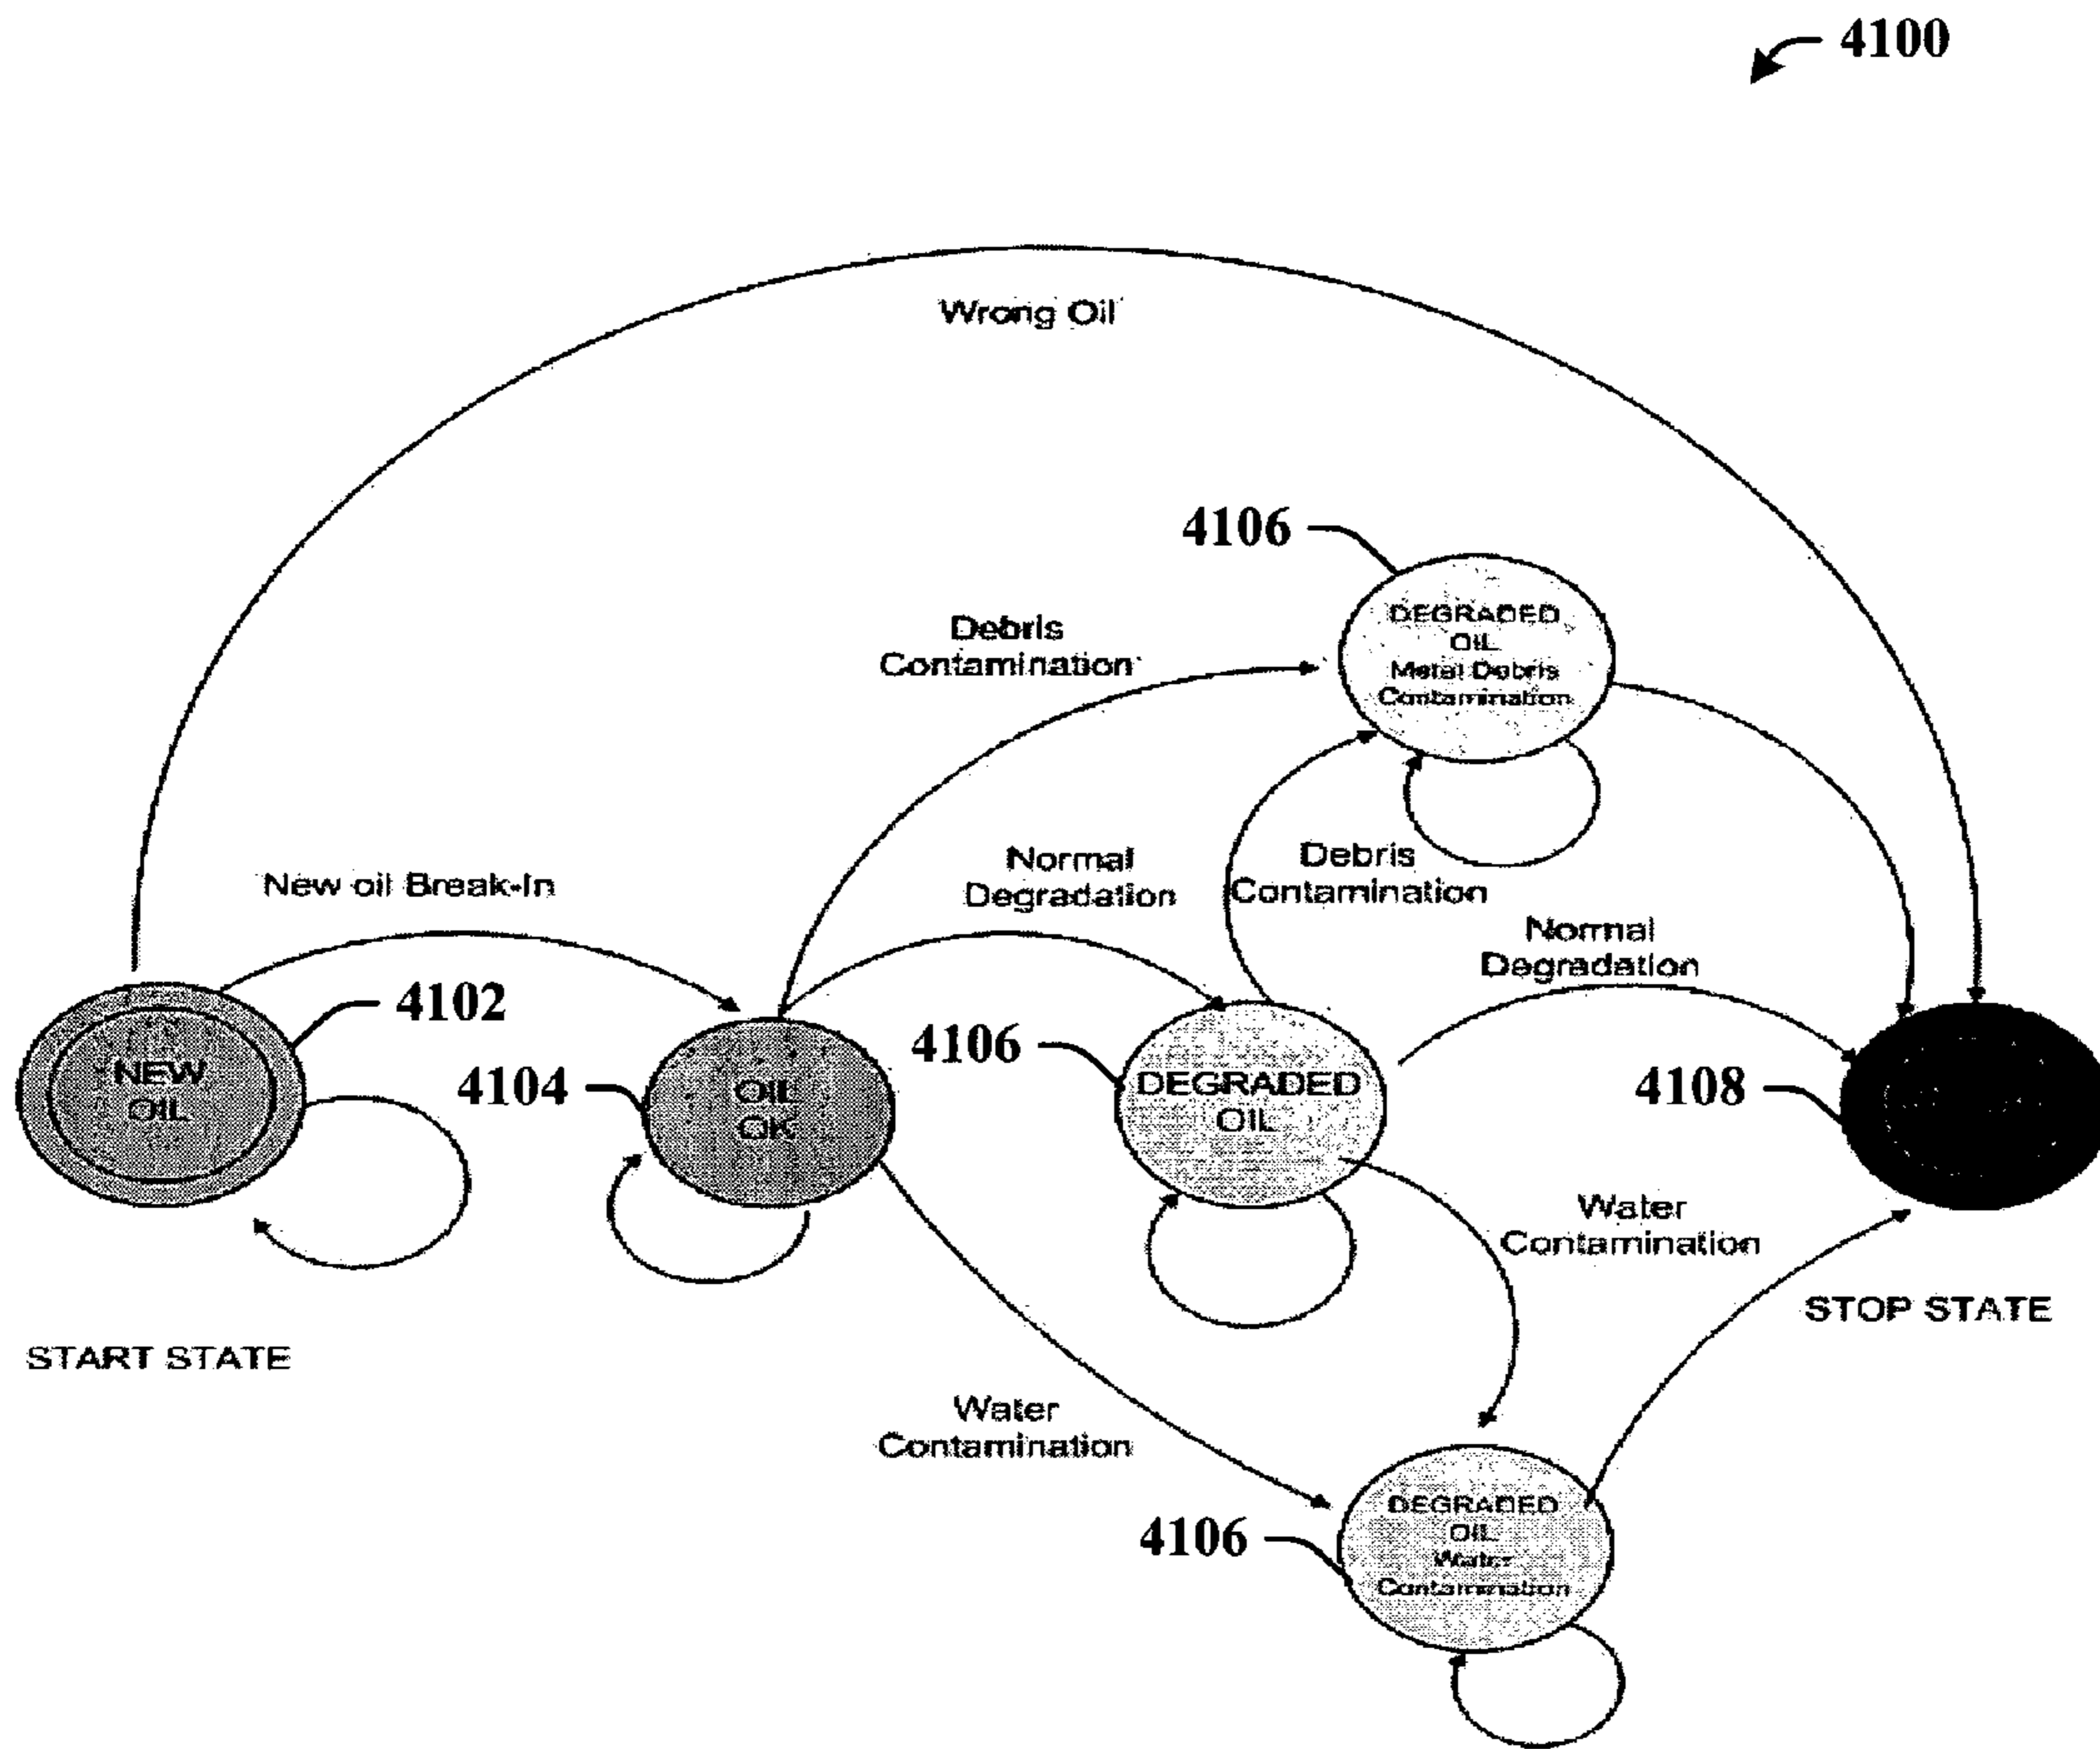 4100
Wrong Oil
4106
DEGRADED
OIL
Metal Debris
Contamination
Debris
Contamination
Normal
Degradation
Debris
Contamination
New oil Break-In
Normal
Degradation
4102
NEW
OIL
4104
OIL
OK
4106
DEGRADED
OIL
4108
Water
Contamination
STOP STATE
START STATE
Water
Contamination
4106
DEGRADED
OIL
Water
Contamination